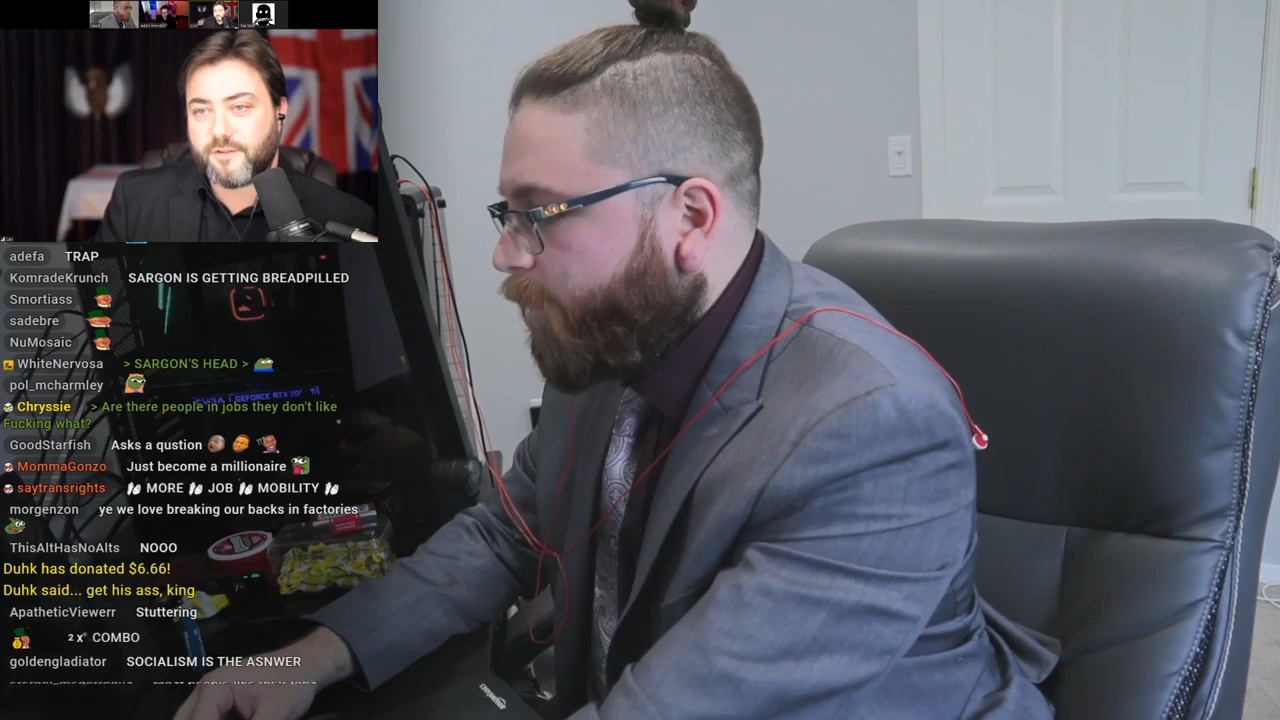 adefa TRAP
KomradeKrunch SARGON IS GETTING BREADPILLED
Smortiass
sadebre
NuMosaic
WhiteNervosa > SARGON'S HEAD >
pol_mcharmley
Chryssie > Are there people in jobs they don't like
Fucking what?
GEFORCE RTX
GoodStarfish Asks a qustion
MommaGonzo Just become a millionaire
saytransrights MORE JOB MOBILITY
morgenzon ye we love breaking our backs in factories
ThisAltHasNoAlts NOOO
Duhk has donated $6.66!
Duhk said... get his ass, king
ApatheticViewerr Stuttering
2 x COMBO
goldengladiator SOCIALISM IS THE ASNWER